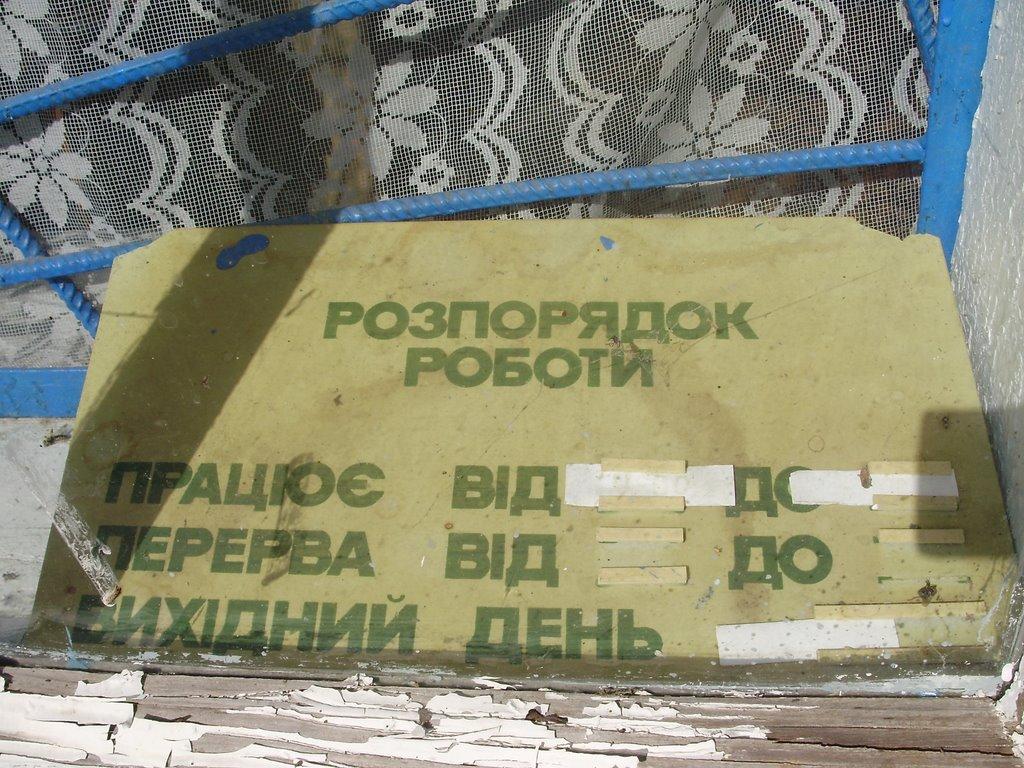 РОЗПОРЯДОК
РОБОТИ
ПРАЦЮЄ ВІД ДО
ПЕРЕРВА ВІД ДО
ВИХІДНИЙ ДЕНЬ